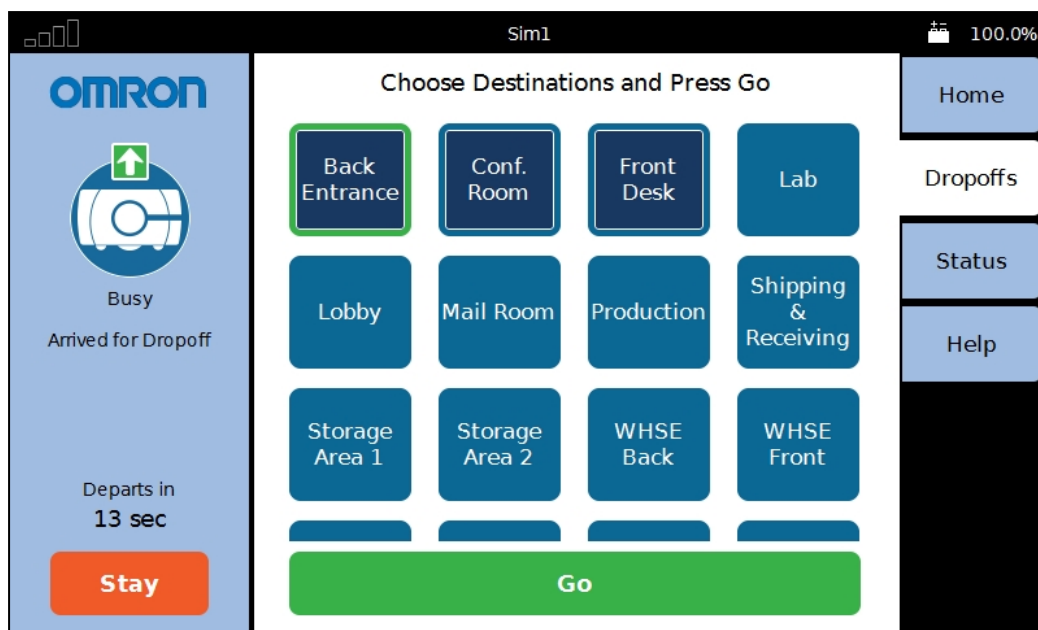 Sim1
100.0%
OMRON
Busy
Arrived for Dropoff
Departs in
13 sec
Stay
Choose Destinations and Press Go
Back
Entrance
Conf.
Room
Front
Desk
Lab
Lobby
Mail Room
Production
Shipping
&
Receiving
Storage
Area 1
Storage
Area 2
WHSE
Back
WHSE
Front
Go
Home
Dropoffs
Status
Help